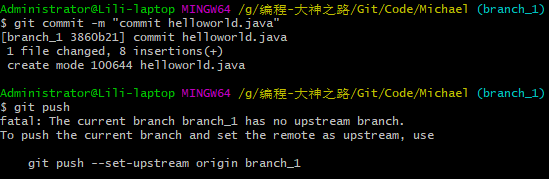 Administrator@Lili-laptop MINGW64 /g/编程-大神之路/Git/Code/Michael (branch_1)
$ git commit -m "commit helloworld.java"
[branch_1 3860b21] commit helloworld.java
 1 file changed, 8 insertions(+)
 create mode 100644 helloworld.java
Administrator@Lili-laptop MINGW64 /g/编程-大神之路/Git/Code/Michael (branch_1)
$ git push
fatal: The current branch branch_1 has no upstream branch.
To push the current branch and set the remote as upstream, use
    git push --set-upstream origin branch_1